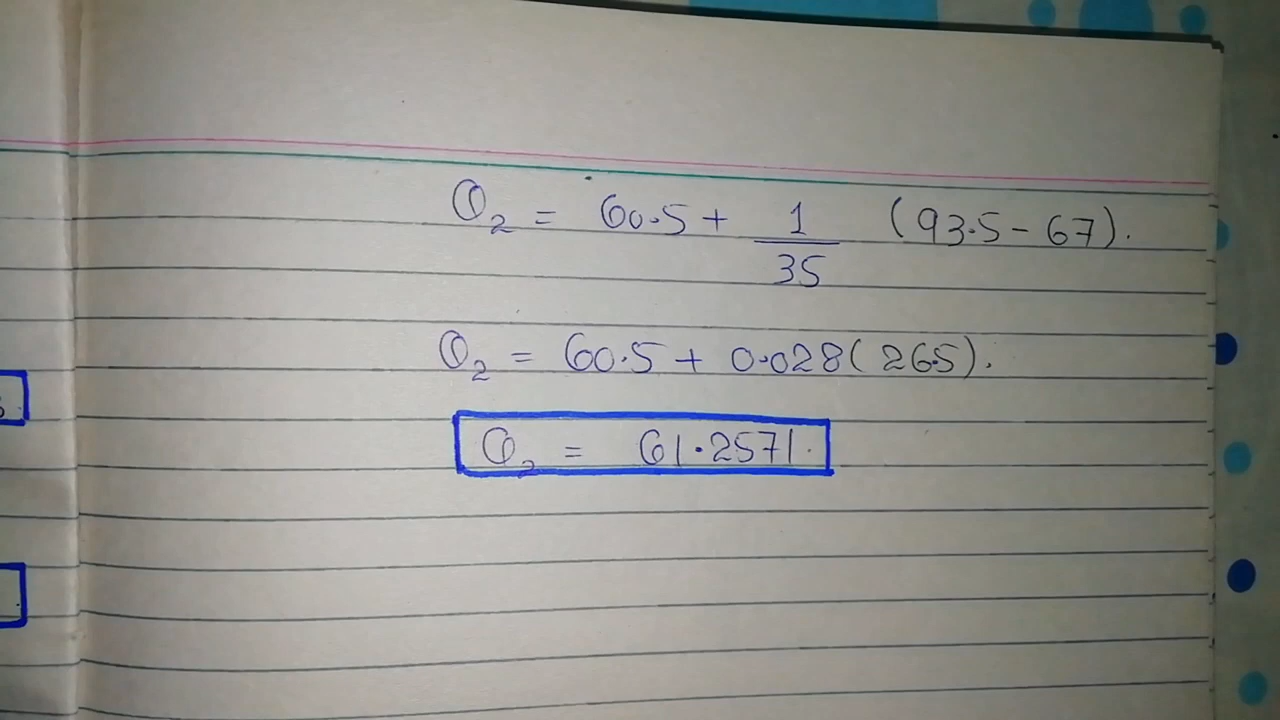 Q₂ = 60.5 + 1/35 (93.5 - 67).
Q₂ = 60.5 + 0.028(26.5).
Q₂ = 61.2571.